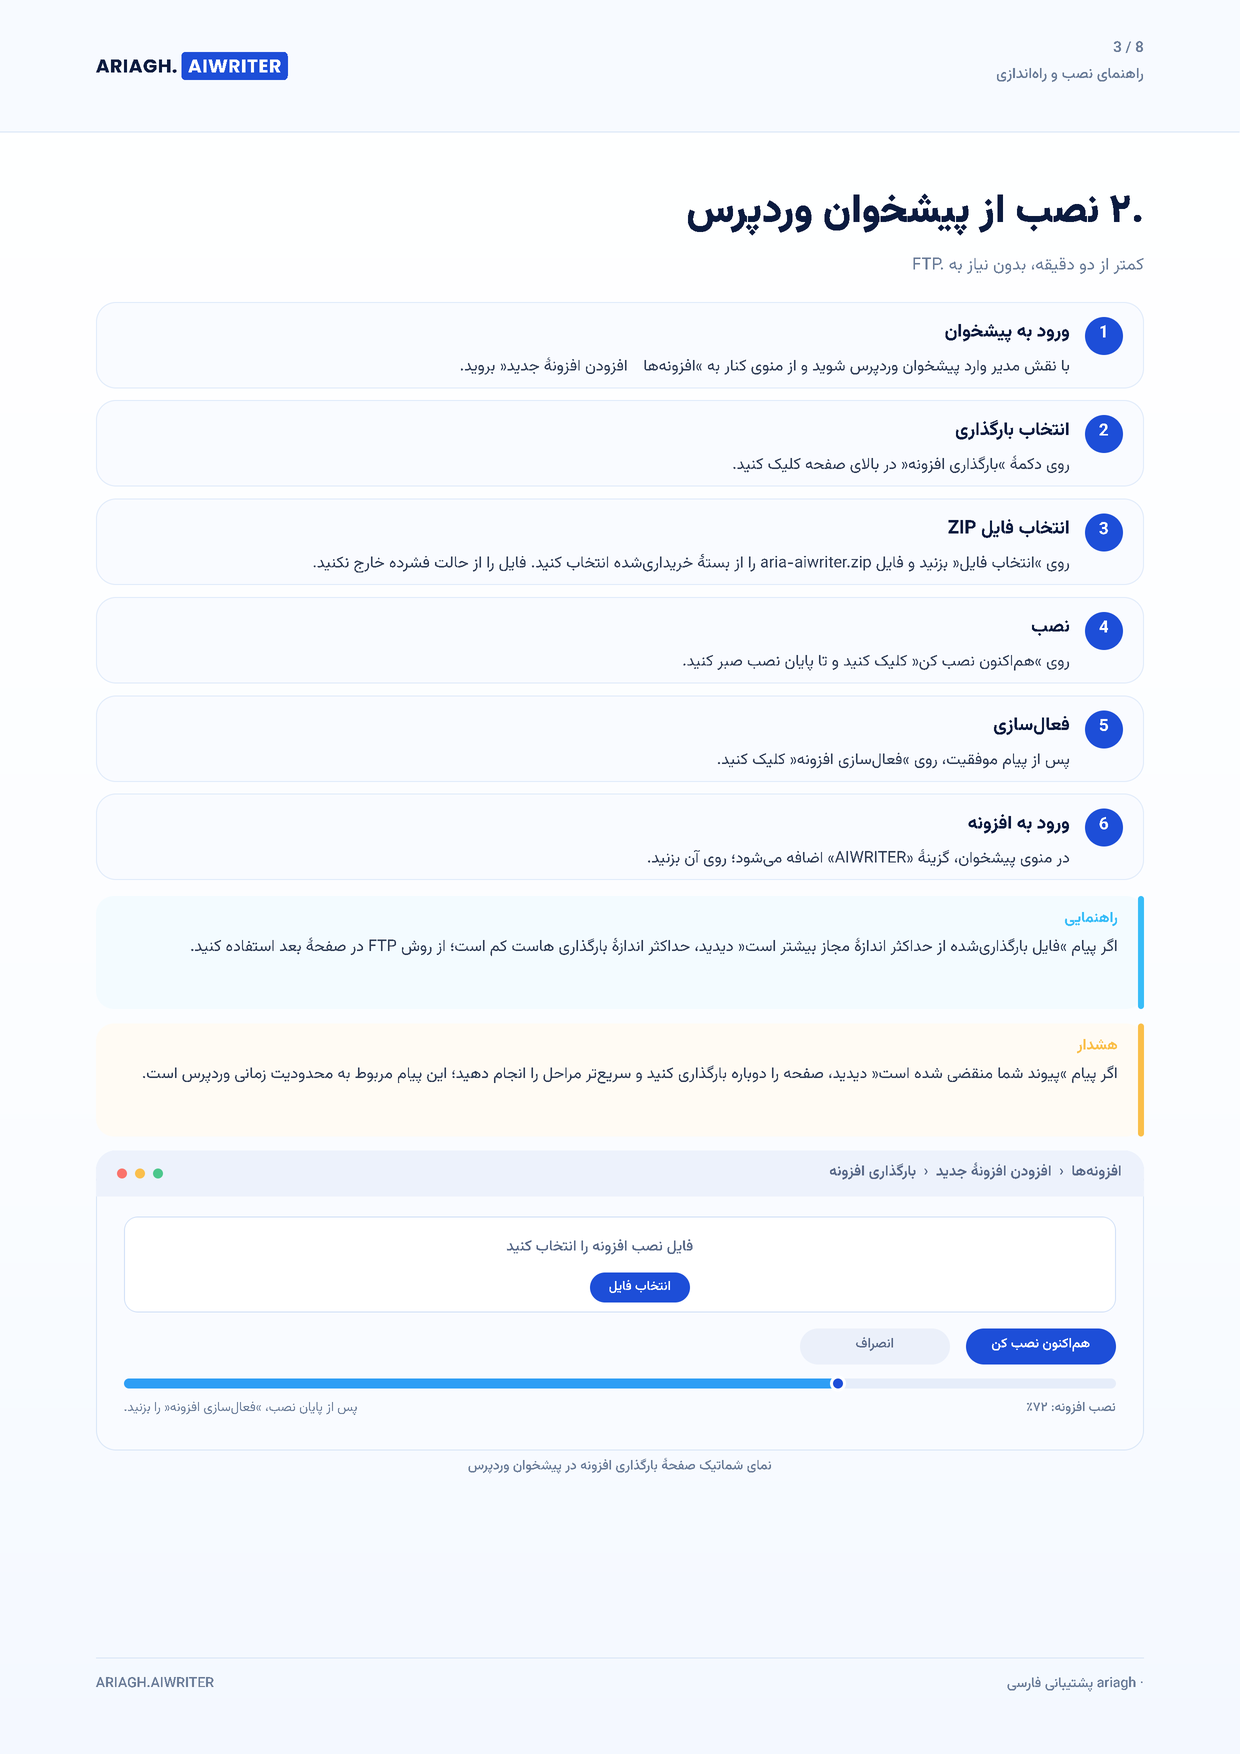 3 / 8
راهنمای نصب و راه‌اندازی
ARIAGH. AIWRITER
۲. نصب از پیشخوان وردپرس
کمتر از دو دقیقه، بدون نیاز به FTP.
1
ورود به پیشخوان
با نقش مدیر وارد پیشخوان وردپرس شوید و از منوی کنار به «افزونه‌ها افزودن افزونهٔ جدید» بروید.
2
انتخاب بارگذاری
روی دکمهٔ «بارگذاری افزونه» در بالای صفحه کلیک کنید.
3
انتخاب فایل ZIP
روی «انتخاب فایل» بزنید و فایل aria-aiwriter.zip را از بستهٔ خریداری‌شده انتخاب کنید. فایل را از حالت فشرده خارج نکنید.
4
نصب
روی «هم‌اکنون نصب کن» کلیک کنید و تا پایان نصب صبر کنید.
5
فعال‌سازی
پس از پیام موفقیت، روی «فعال‌سازی افزونه» کلیک کنید.
6
ورود به افزونه
در منوی پیشخوان، گزینهٔ «AIWRITER» اضافه می‌شود؛ روی آن بزنید.
راهنمایی
اگر پیام «فایل بارگذاری‌شده از حداکثر اندازهٔ مجاز بیشتر است» دیدید، حداکثر اندازهٔ بارگذاری هاست کم است؛ از روش FTP در صفحهٔ بعد استفاده کنید.
هشدار
اگر پیام «پیوند شما منقضی شده است» دیدید، صفحه را دوباره بارگذاری کنید و سریع‌تر مراحل را انجام دهید؛ این پیام مربوط به محدودیت زمانی وردپرس است.
افزونه‌ها › افزودن افزونهٔ جدید › بارگذاری افزونه
فایل نصب افزونه را انتخاب کنید
انتخاب فایل
هم‌اکنون نصب کن
انصراف
نصب افزونه: ۷۲٪
پس از پایان نصب، «فعال‌سازی افزونه» را بزنید.
نمای شماتیک صفحهٔ بارگذاری افزونه در پیشخوان وردپرس
· ariagh پشتیبانی فارسی
ARIAGH.AIWRITER